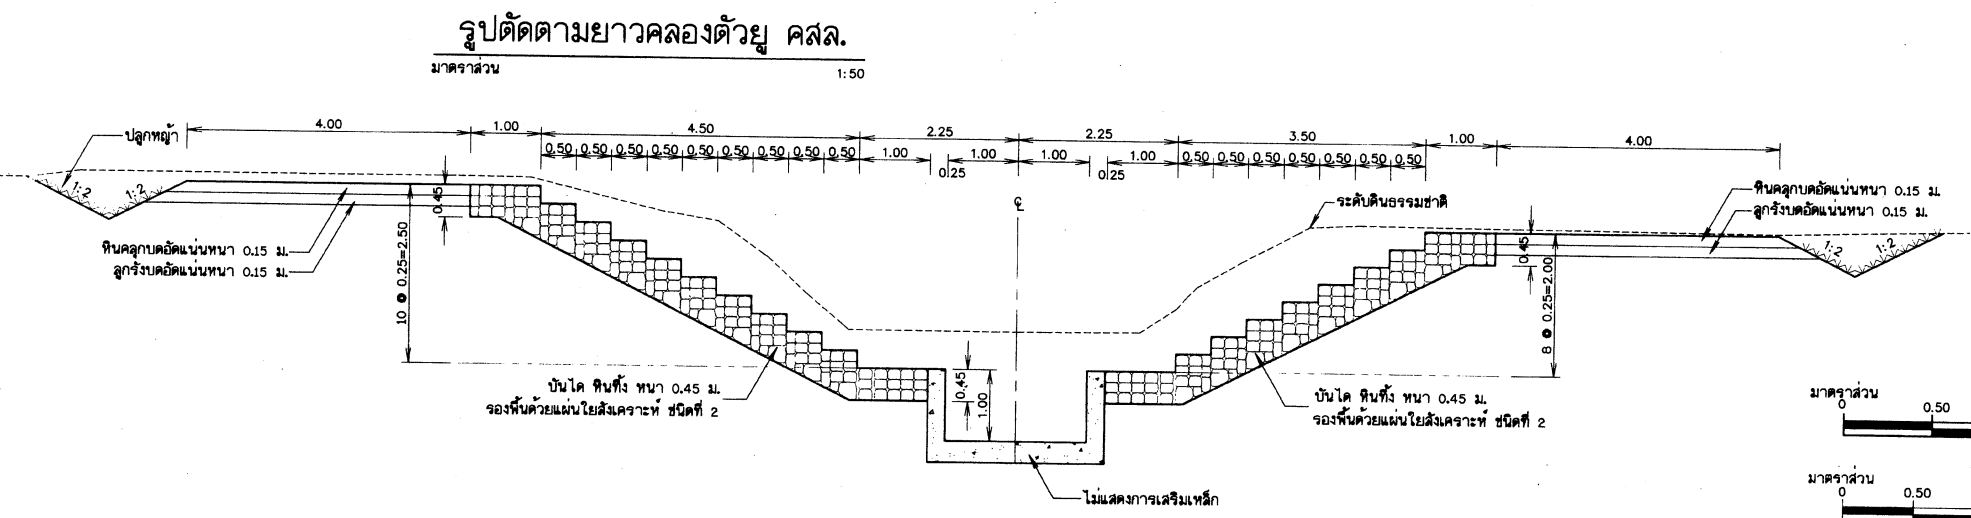 รูปตัดตามยาวคลองตัวยู คสล.
มาตราส่วน 1:50
ปลูกหญ้า
4.00 1.00 4.50 2.25 2.25 3.50 1.00 4.00
0.50 0.50 0.50 0.50 0.50 0.50 0.50 0.50 0.50 1.00 1.00 1.00 1.00 0.50 0.50 0.50 0.50 0.50 0.50 0.50
0.25 0.25
1:2 1:2
0.45
℄
ระดับดินธรรมชาติ
หินคลุกบดอัดแน่นหนา 0.15 ม.
ลูกรังบดอัดแน่นหนา 0.15 ม.
1:2 1:2
0.45
หินคลุกบดอัดแน่นหนา 0.15 ม.
ลูกรังบดอัดแน่นหนา 0.15 ม.
10 @ 0.25=2.50
8 @ 0.25=2.00
บันได หินทิ้ง หนา 0.45 ม.
รองพื้นด้วยแผ่นใยสังเคราะห์ ชนิดที่ 2
0.45
1.00
บันได หินทิ้ง หนา 0.45 ม.
รองพื้นด้วยแผ่นใยสังเคราะห์ ชนิดที่ 2
ไม่แสดงการเสริมเหล็ก
มาตราส่วน
0 0.50
มาตราส่วน
0 0.50